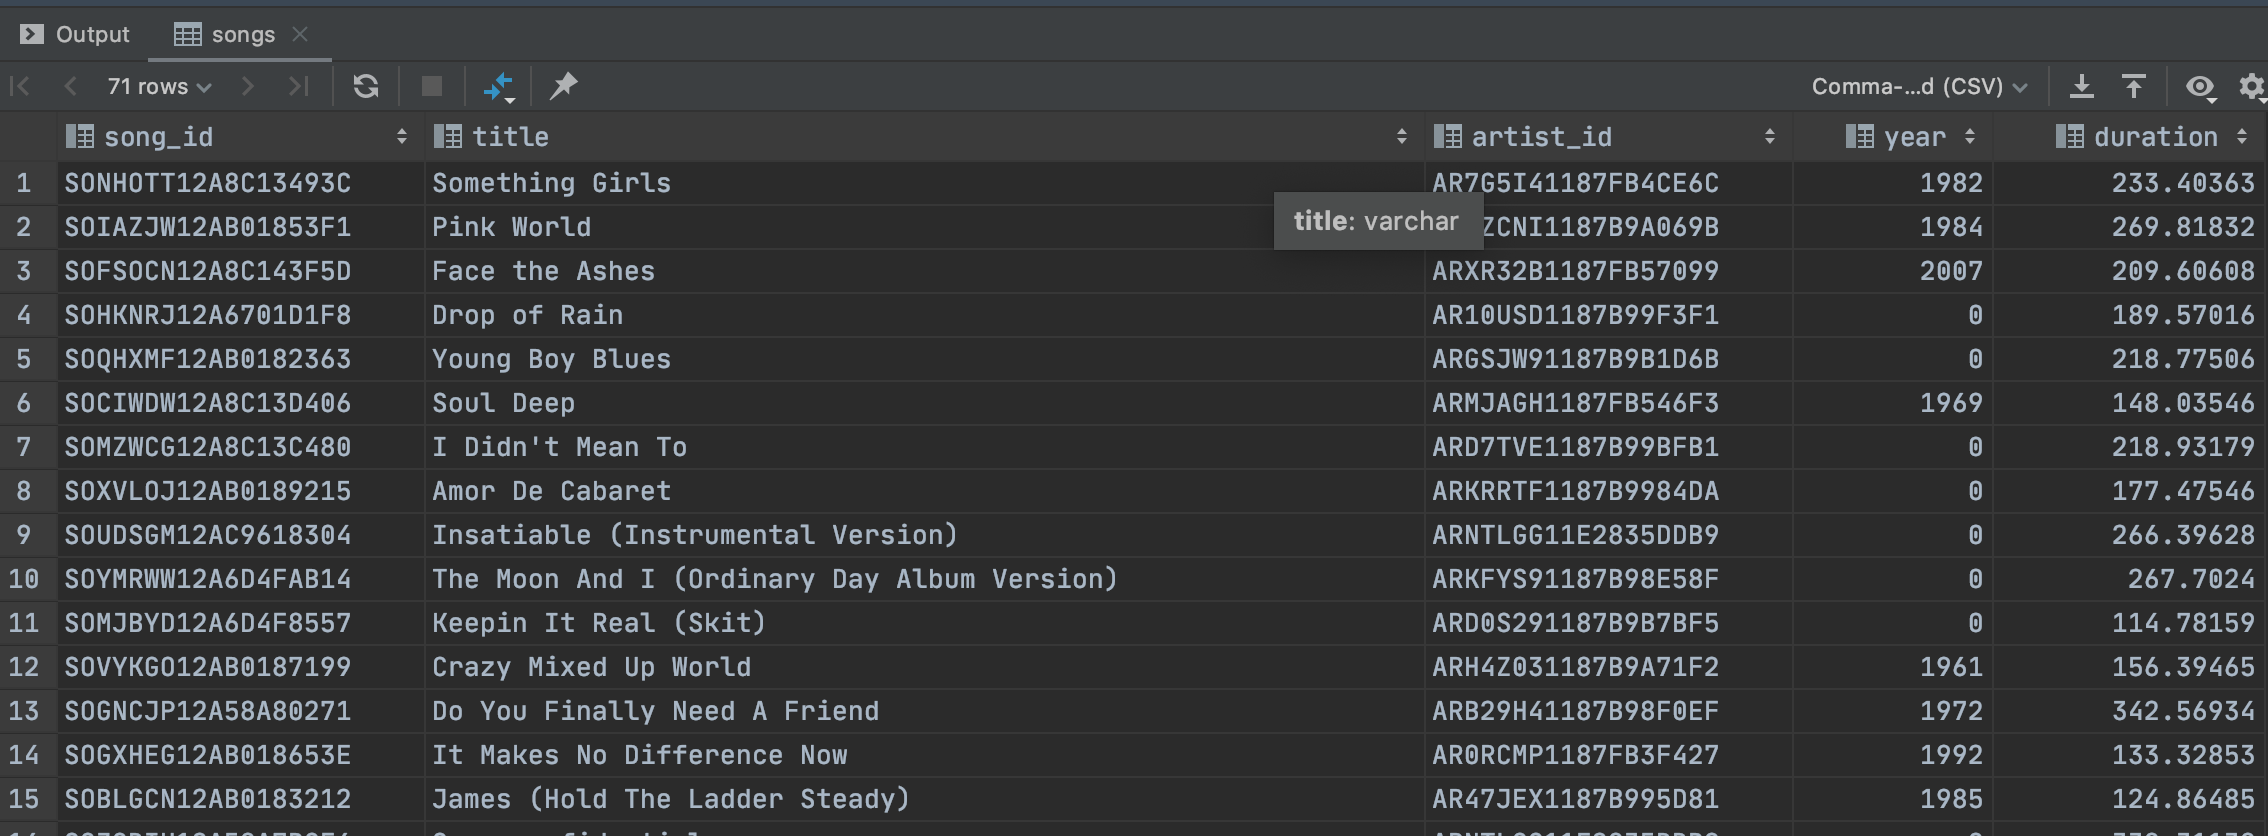 Output songs
71 rows Comma-...d (CSV)
song_id title artist_id year duration
1 SONHOTT12A8C13493C Something Girls AR7G5I41187FB4CE6C 1982 233.40363
title: varchar
2 SOIAZJW12AB01853F1 Pink World ZCNI1187B9A069B 1984 269.81832
3 SOFSOCN12A8C143F5D Face the Ashes ARXR32B1187FB57099 2007 209.60608
4 SOHKNRJ12A6701D1F8 Drop of Rain AR10USD1187B99F3F1 0 189.57016
5 SOQHXMF12AB0182363 Young Boy Blues ARGSJW91187B9B1D6B 0 218.77506
6 SOCIWDW12A8C13D406 Soul Deep ARMJAGH1187FB546F3 1969 148.03546
7 SOMZWCG12A8C13C480 I Didn't Mean To ARD7TVE1187B99BFB1 0 218.93179
8 SOXVLOJ12AB0189215 Amor De Cabaret ARKRRTF1187B9984DA 0 177.47546
9 SOUDSGM12AC9618304 Insatiable (Instrumental Version) ARNTLGG11E2835DDB9 0 266.39628
10 SOYMRWW12A6D4FAB14 The Moon And I (Ordinary Day Album Version) ARKFYS91187B98E58F 0 267.7024
11 SOMJBYD12A6D4F8557 Keepin It Real (Skit) ARD0S291187B9B7BF5 0 114.78159
12 SOVYKGO12AB0187199 Crazy Mixed Up World ARH4Z031187B9A71F2 1961 156.39465
13 SOGNCJP12A58A80271 Do You Finally Need A Friend ARB29H41187B98F0EF 1972 342.56934
14 SOGXHEG12AB018653E It Makes No Difference Now AR0RCMP1187FB3F427 1992 133.32853
15 SOBLGCN12AB0183212 James (Hold The Ladder Steady) AR47JEX1187B995D81 1985 124.86485